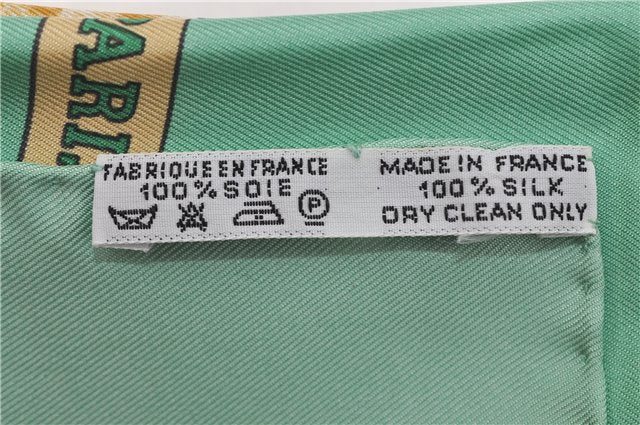 PARI
FABRIQUE EN FRANCE
100% SOIE
P
MADE IN FRANCE
100% SILK
DRY CLEAN ONLY